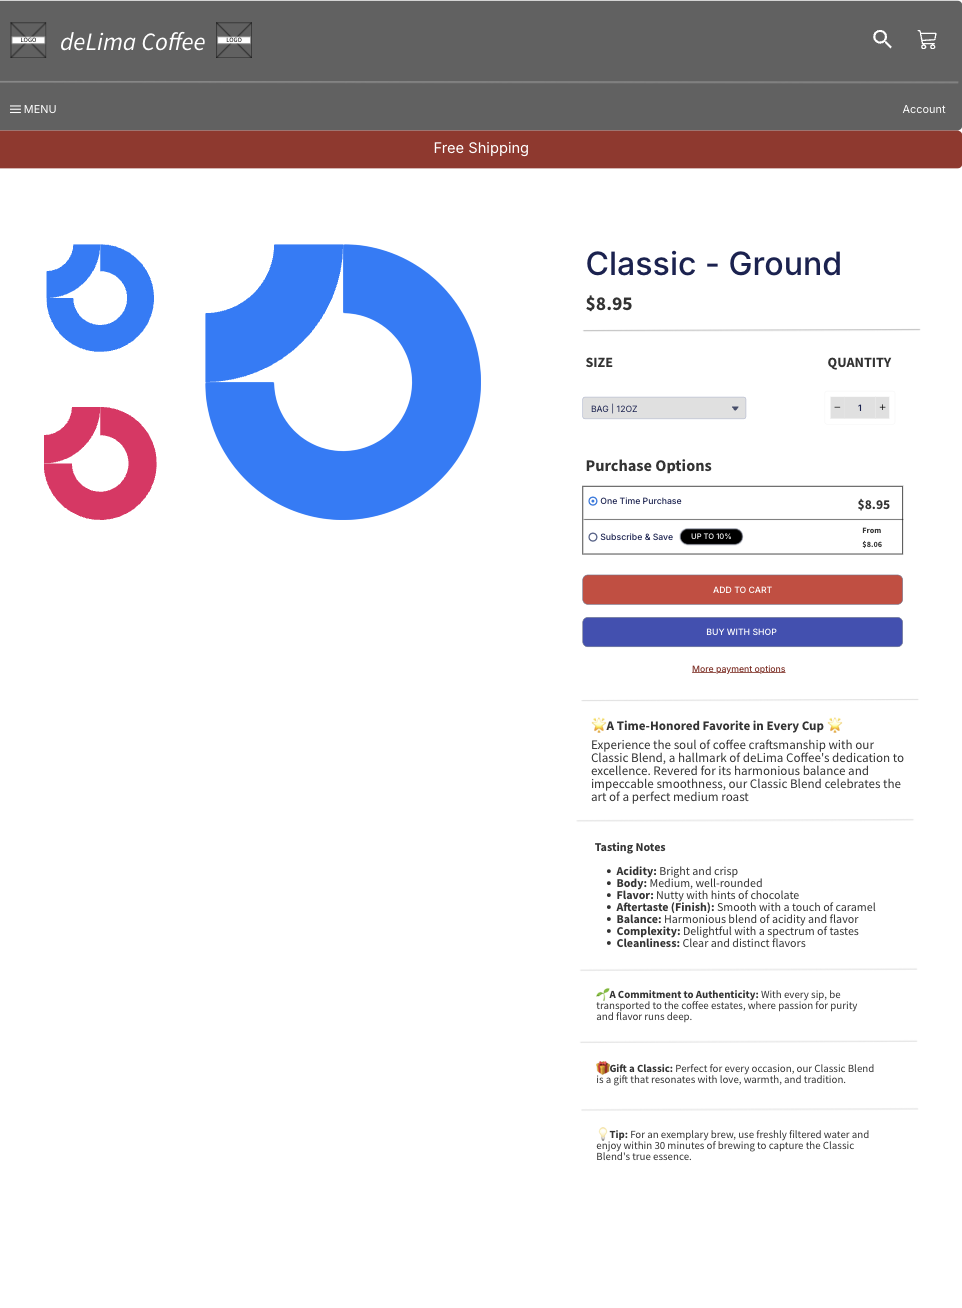 LOGO deLima Coffee LOGO
MENU
Account
Free Shipping
Classic - Ground
$8.95
SIZE
QUANTITY
BAG | 12OZ
− 1 +
Purchase Options
One Time Purchase
$8.95
Subscribe & Save UP TO 10%
From
$8.06
ADD TO CART
BUY WITH SHOP
More payment options
🌟A Time-Honored Favorite in Every Cup 🌟
Experience the soul of coffee craftsmanship with our
Classic Blend, a hallmark of deLima Coffee's dedication to
excellence. Revered for its harmonious balance and
impeccable smoothness, our Classic Blend celebrates the
art of a perfect medium roast
Tasting Notes
• Acidity: Bright and crisp
• Body: Medium, well-rounded
• Flavor: Nutty with hints of chocolate
• Aftertaste (Finish): Smooth with a touch of caramel
• Balance: Harmonious blend of acidity and flavor
• Complexity: Delightful with a spectrum of tastes
• Cleanliness: Clear and distinct flavors
🌱A Commitment to Authenticity: With every sip, be
transported to the coffee estates, where passion for purity
and flavor runs deep.
🎁Gift a Classic: Perfect for every occasion, our Classic Blend
is a gift that resonates with love, warmth, and tradition.
💡Tip: For an exemplary brew, use freshly filtered water and
enjoy within 30 minutes of brewing to capture the Classic
Blend's true essence.